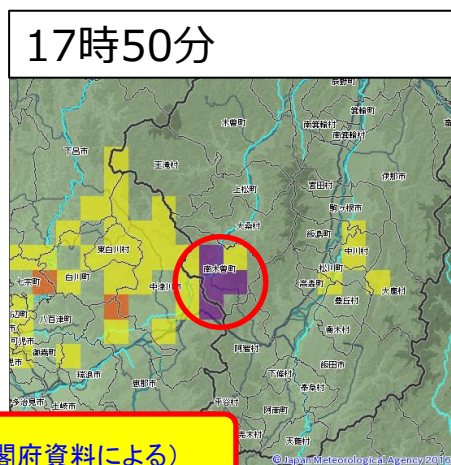 17時50分
辰野町
木曽町
箕輪町
南箕輪村
南箕輪村
下呂市
王滝村
伊那市
上松町
宮田村
駒ヶ根市
大桑村
飯島町
東白川村
中川村
南木曽町
松川町
七宗町
白川町
中津川市
高森町
大鹿村
豊丘村
八百津町
喬木村
可児市
御嵩町
阿智村
飯田市
瑞浪市
恵那市
下條村
泰阜村
平谷村
多治見市
土岐市
阿南町
売木村
天龍村
閣府資料による)
© Japan Meteorological Agency 2016